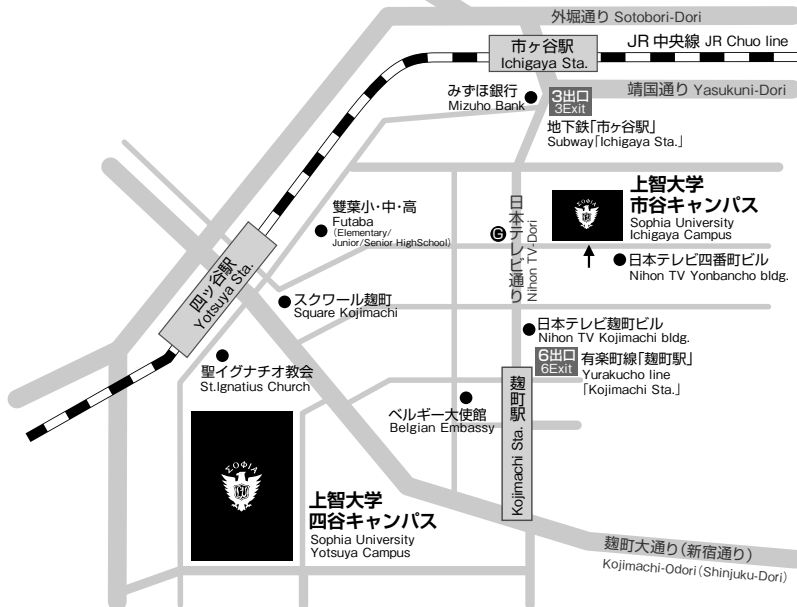 外堀通り Sotobori-Dori
市ヶ谷駅
Ichigaya Sta.
JR 中央線 JR Chuo line
靖国通り Yasukuni-Dori
みずほ銀行
Mizuho Bank
3出口
3Exit
地下鉄「市ヶ谷駅」
Subway「Ichigaya Sta.」
上智大学
市谷キャンパス
Sophia University
Ichigaya Campus
ΣΟΦΙΑ
雙葉小・中・高
Futaba
(Elementary/
Junior/Senior HighSchool)
G
日本テレビ通り
Nihon TV-Dori
日本テレビ四番町ビル
Nihon TV Yonbancho bldg.
四ッ谷駅
Yotsuya Sta.
スクワール麹町
Square Kojimachi
日本テレビ麹町ビル
Nihon TV Kojimachi bldg.
6出口
6Exit
有楽町線「麹町駅」
Yurakucho line
「Kojimachi Sta.」
聖イグナチオ教会
St.Ignatius Church
ベルギー大使館
Belgian Embassy
麹町駅
Kojimachi Sta.
ΣΟΦΙΑ
上智大学
四谷キャンパス
Sophia University
Yotsuya Campus
麹町大通り(新宿通り)
Kojimachi-Odori(Shinjuku-Dori)